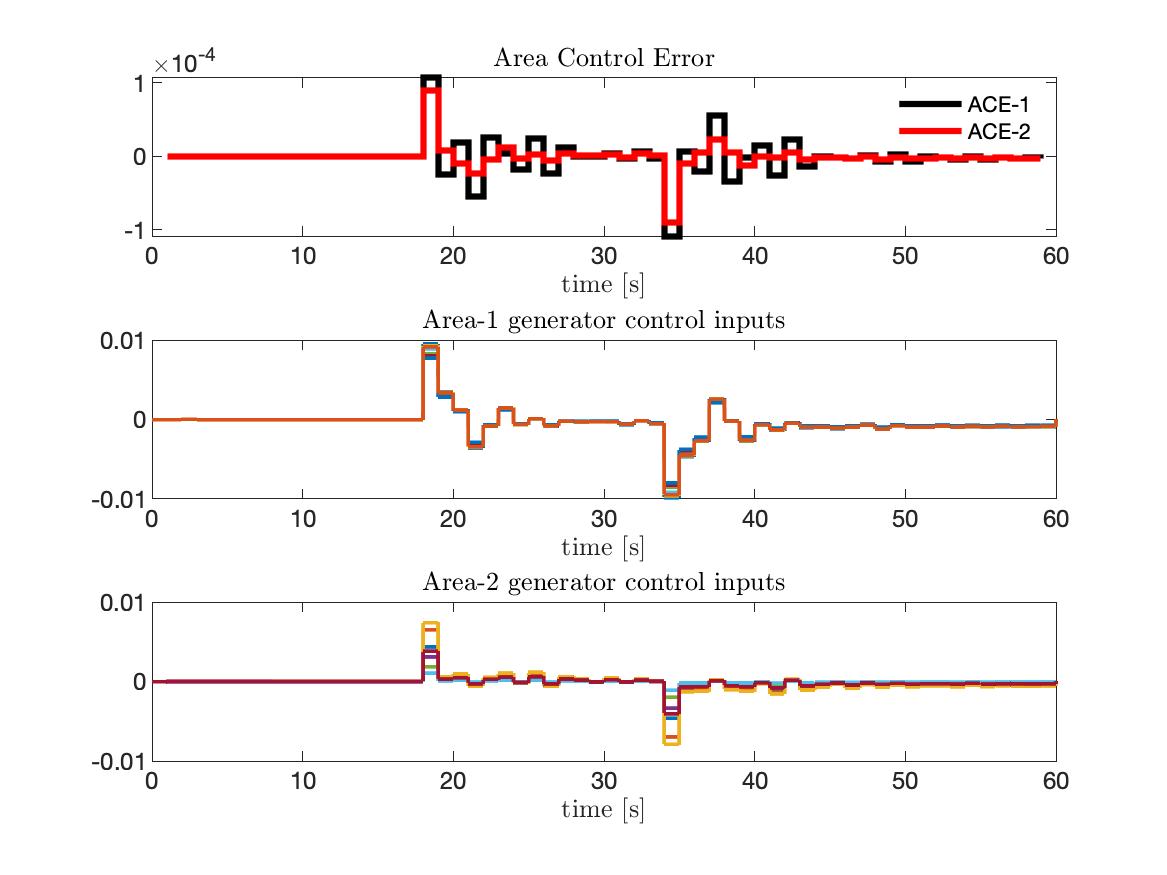 Area Control Error
×10⁻⁴
1
0
-1
ACE-1
ACE-2
0 10 20 30 40 50 60
time [s]
Area-1 generator control inputs
0.01
0
-0.01
0 10 20 30 40 50 60
time [s]
Area-2 generator control inputs
0.01
0
-0.01
0 10 20 30 40 50 60
time [s]